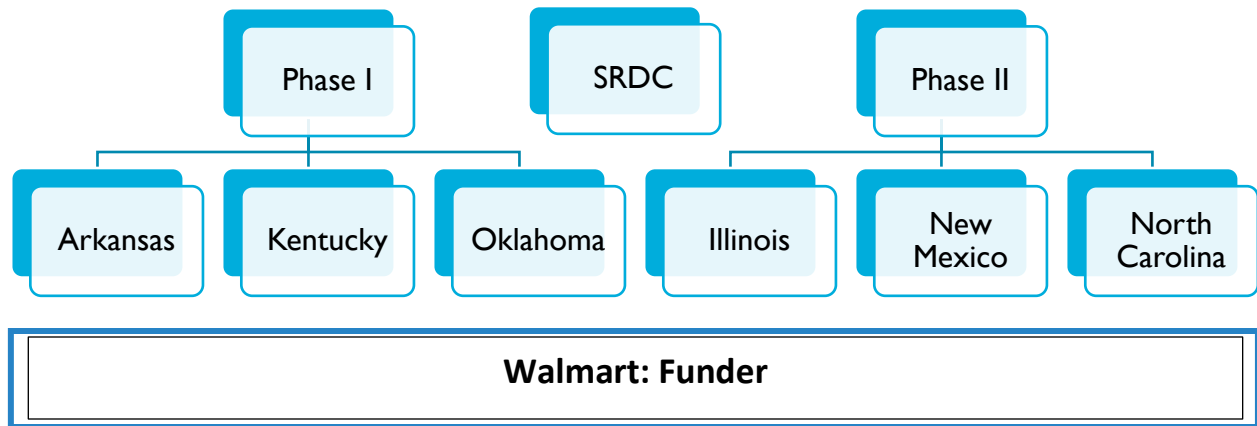 Phase I
SRDC
Phase II
Arkansas
Kentucky
Oklahoma
Illinois
New
Mexico
North
Carolina
Walmart: Funder